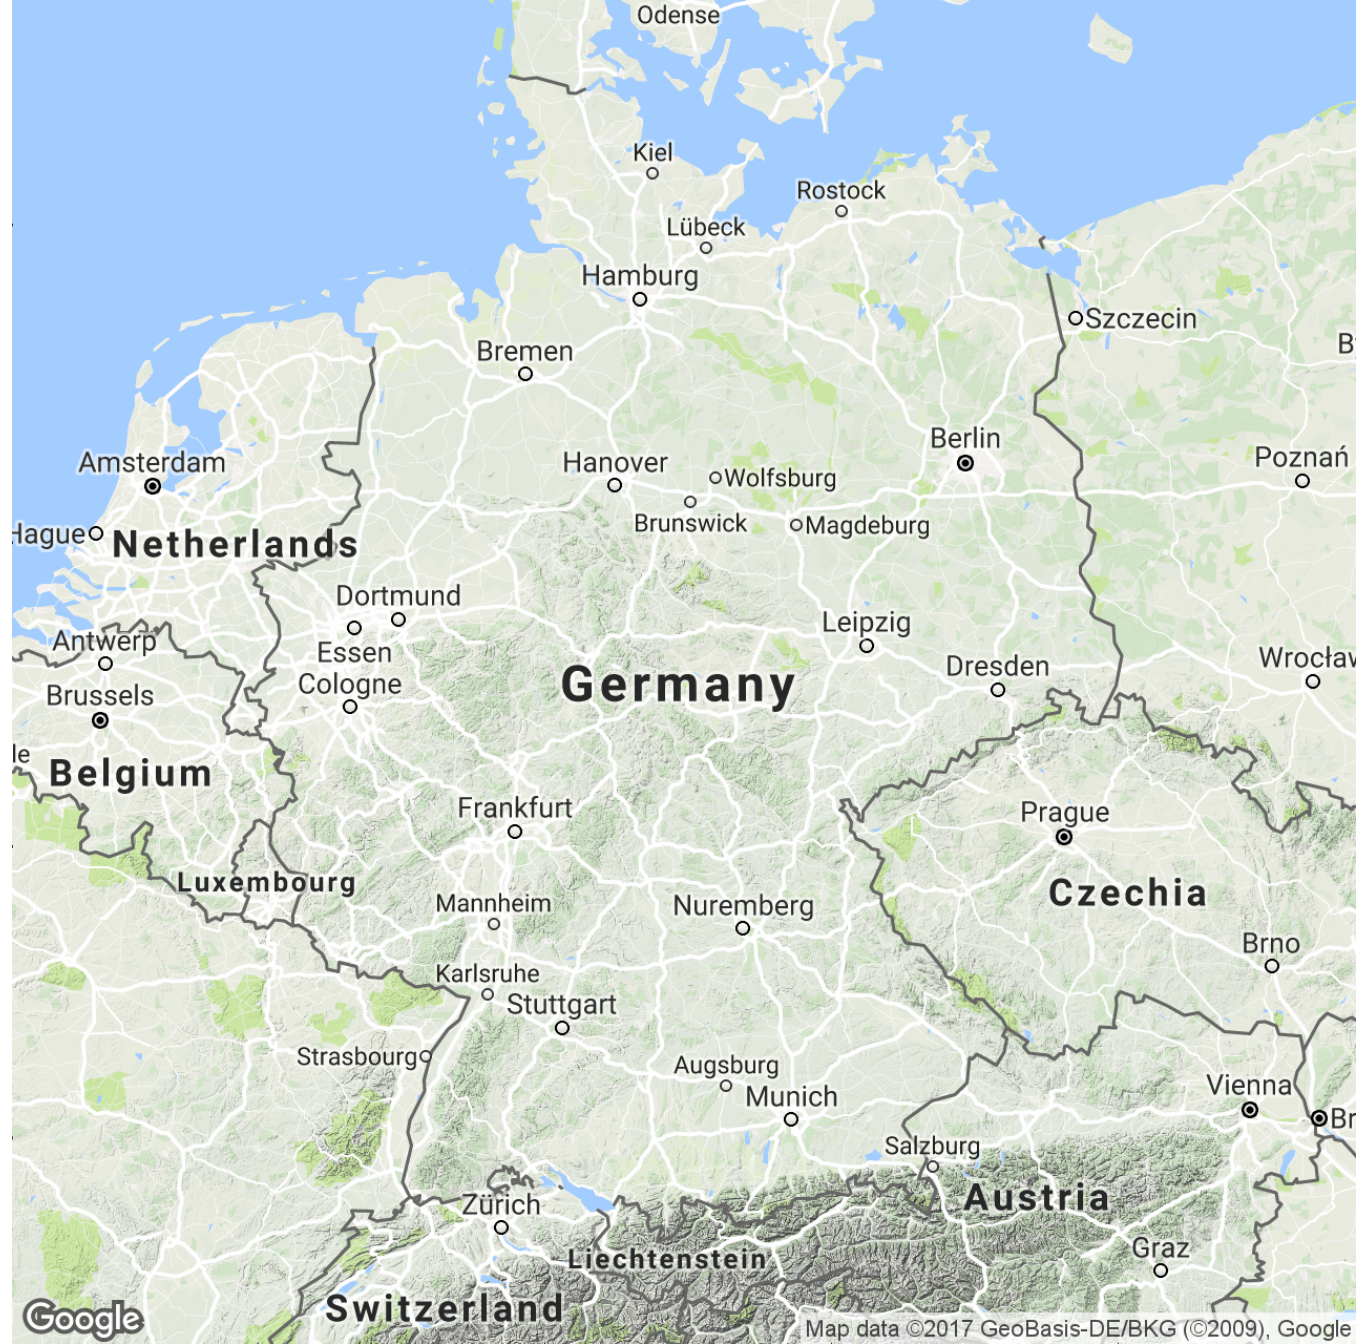 Odense
Kiel
Rostock
Lübeck
Hamburg
Szczecin
Bremen
B
Berlin
Hanover
Poznań
Amsterdam
Wolfsburg
Brunswick
Magdeburg
Hague
Netherlands
Dortmund
Leipzig
Antwerp
Essen
Wrocław
Dresden
Cologne
Germany
Brussels
le
Belgium
Frankfurt
Prague
Luxembourg
Czechia
Mannheim
Nuremberg
Brno
Karlsruhe
Stuttgart
Strasbourg
Augsburg
Vienna
Munich
Br
Salzburg
Austria
Zürich
Graz
Liechtenstein
Switzerland
Google
Map data ©2017 GeoBasis-DE/BKG (©2009), Google